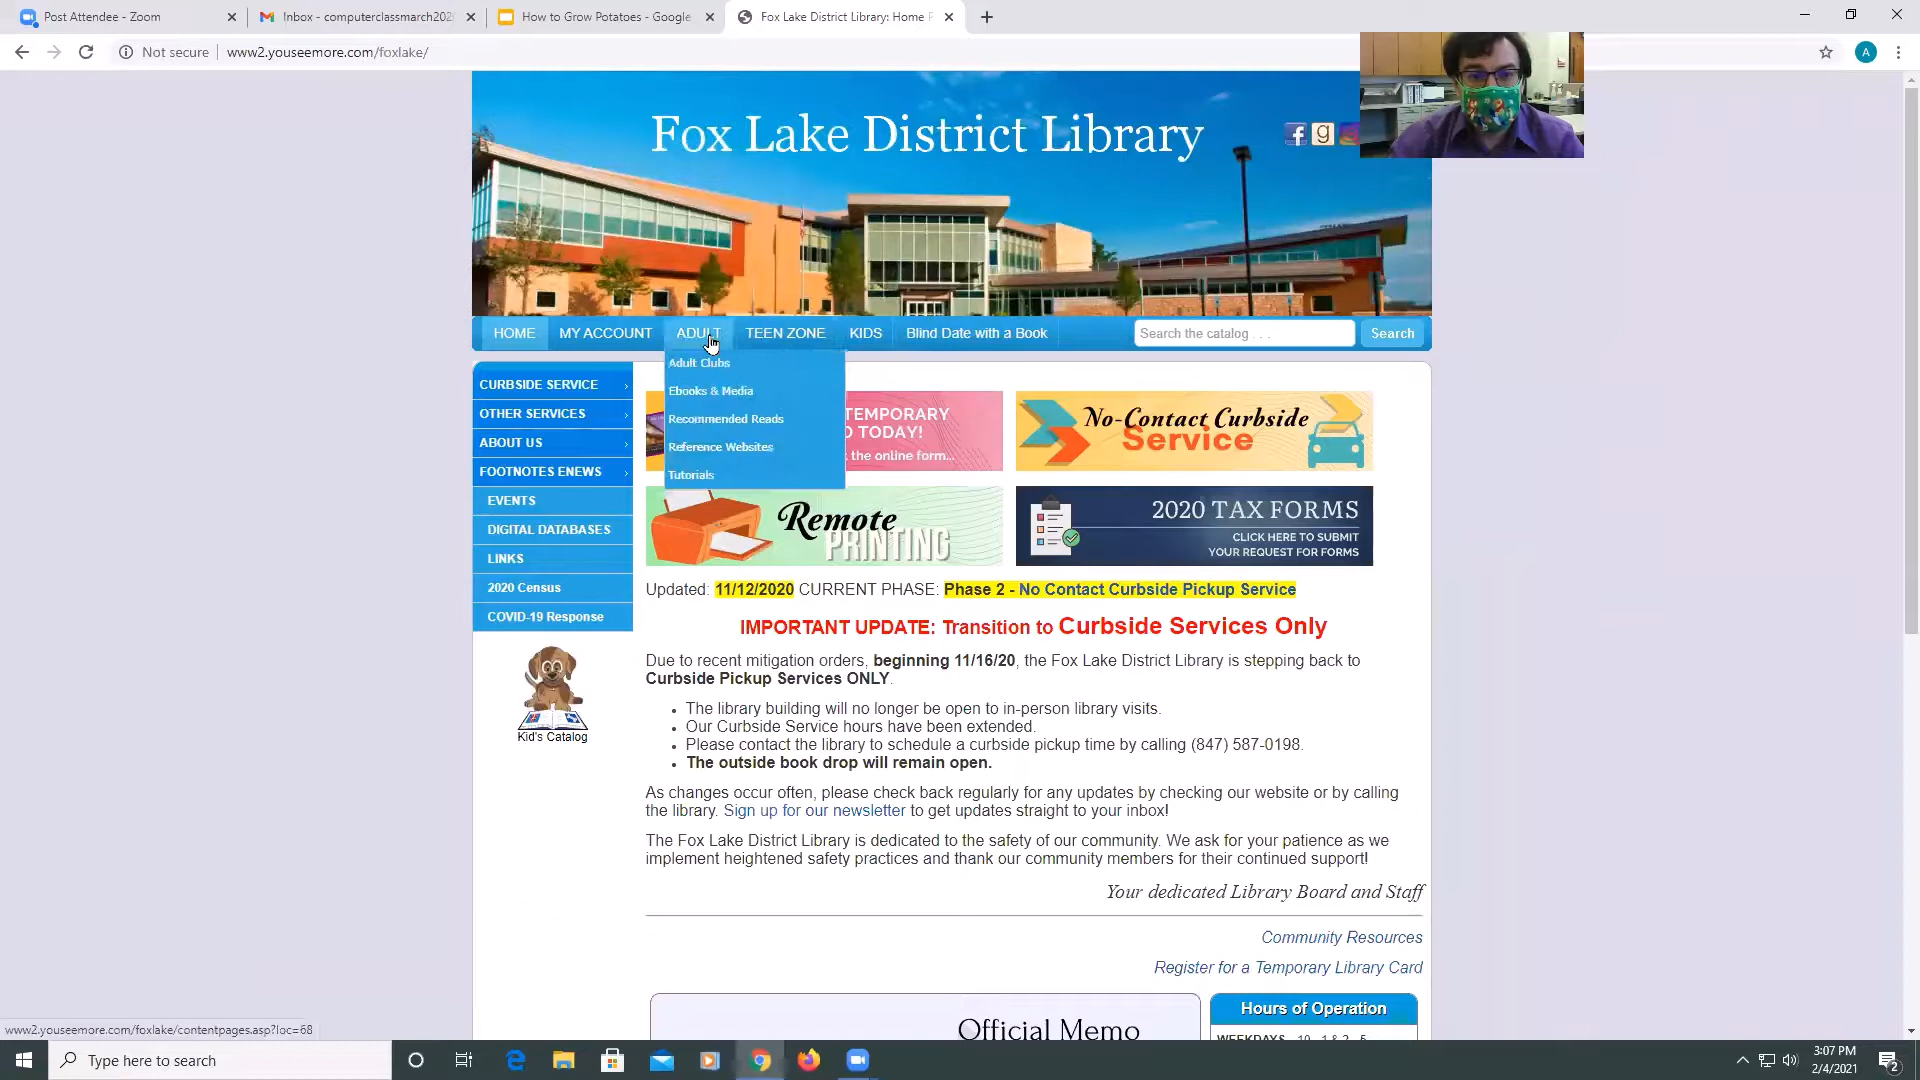 Post Attendee - Zoom
Inbox - computerclassmarch202
How to Grow Potatoes - Google
Fox Lake District Library: Home P
Not secure
www2.youseemore.com/foxlake/
A
Fox Lake District Library
f g
HOME MY ACCOUNT ADULT TEEN ZONE KIDS Blind Date with a Book
Search the catalog . . .
Search
Adult Clubs
Ebooks & Media
Recommended Reads
Reference Websites
Tutorials
CURBSIDE SERVICE
OTHER SERVICES
ABOUT US
FOOTNOTES ENEWS
EVENTS
DIGITAL DATABASES
LINKS
2020 Census
COVID-19 Response
Kid's Catalog
TEMPORARY
TODAY!
the online form...
No-Contact Curbside
Service
Remote
PRINTING
2020 TAX FORMS
CLICK HERE TO SUBMIT
YOUR REQUEST FOR FORMS
Updated: 11/12/2020 CURRENT PHASE: Phase 2 - No Contact Curbside Pickup Service
IMPORTANT UPDATE: Transition to Curbside Services Only
Due to recent mitigation orders, beginning 11/16/20, the Fox Lake District Library is stepping back to
Curbside Pickup Services ONLY.
The library building will no longer be open to in-person library visits.
Our Curbside Service hours have been extended.
Please contact the library to schedule a curbside pickup time by calling (847) 587-0198.
The outside book drop will remain open.
As changes occur often, please check back regularly for any updates by checking our website or by calling
the library. Sign up for our newsletter to get updates straight to your inbox!
The Fox Lake District Library is dedicated to the safety of our community. We ask for your patience as we
implement heightened safety practices and thank our community members for their continued support!
Your dedicated Library Board and Staff
Community Resources
Register for a Temporary Library Card
Official Memo
Hours of Operation
WEEKDAYS 10 - 1 & 2 - 5
www2.youseemore.com/foxlake/contentpages.asp?loc=68
Type here to search
3:07 PM
2/4/2021
2